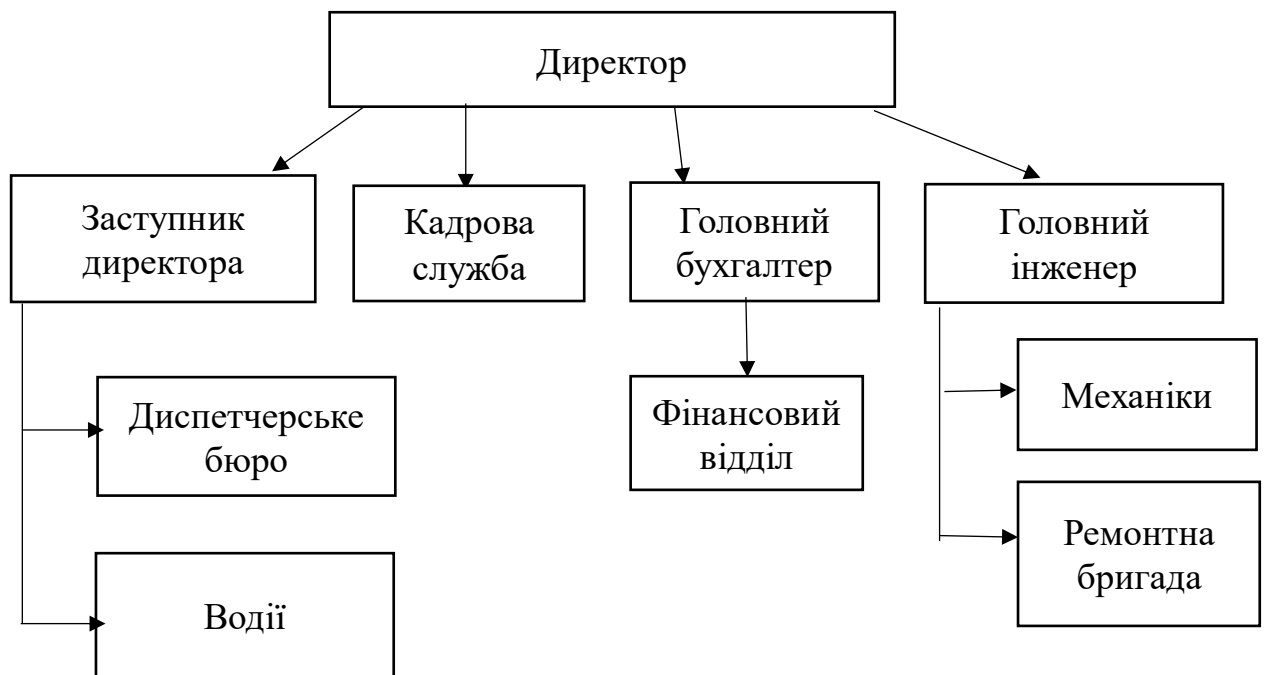 Директор
Заступник
директора
Кадрова
служба
Головний
бухгалтер
Головний
інженер
Диспетчерське
бюро
Фінансовий
відділ
Механіки
Ремонтна
бригада
Водії